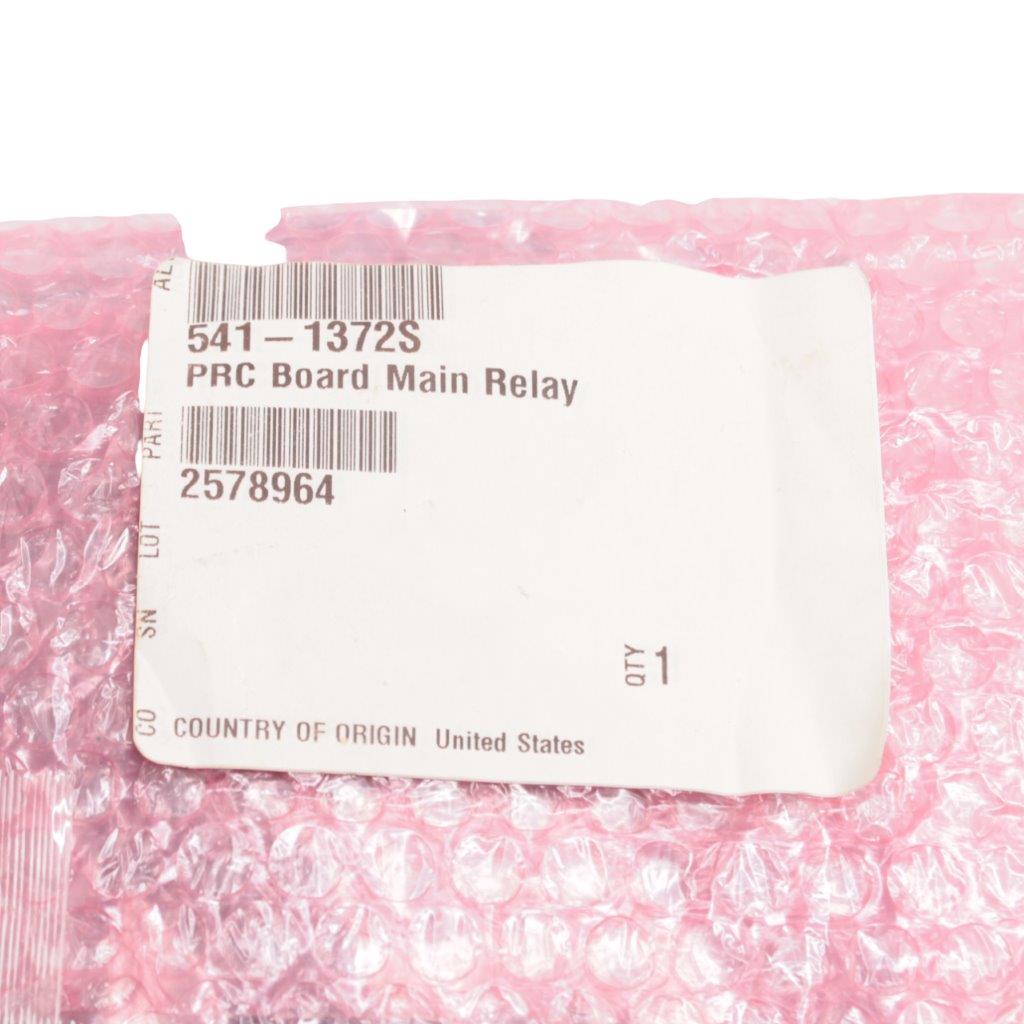 AL
541-1372S
PRC Board Main Relay
PART
2578964
LOT
SN
QTY 1
CO
COUNTRY OF ORIGIN United States